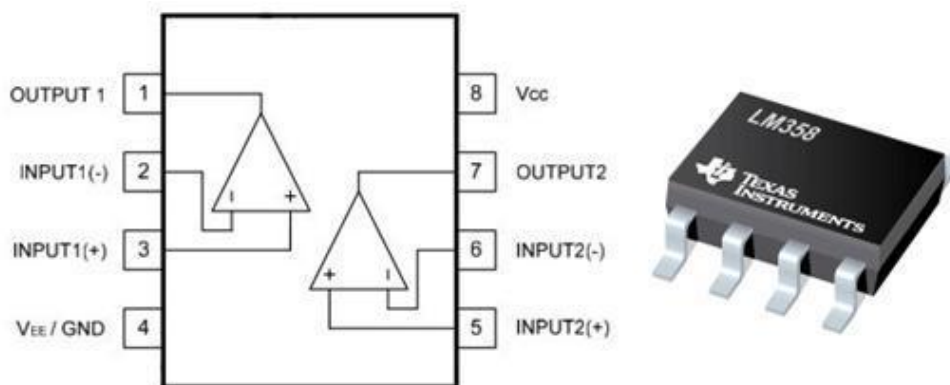 OUTPUT 1
1
INPUT1(-)
2
INPUT1(+)
3
VEE / GND
4
8
Vcc
7
OUTPUT2
6
INPUT2(-)
5
INPUT2(+)
- +
+ -
LM358
TEXAS
INSTRUMENTS